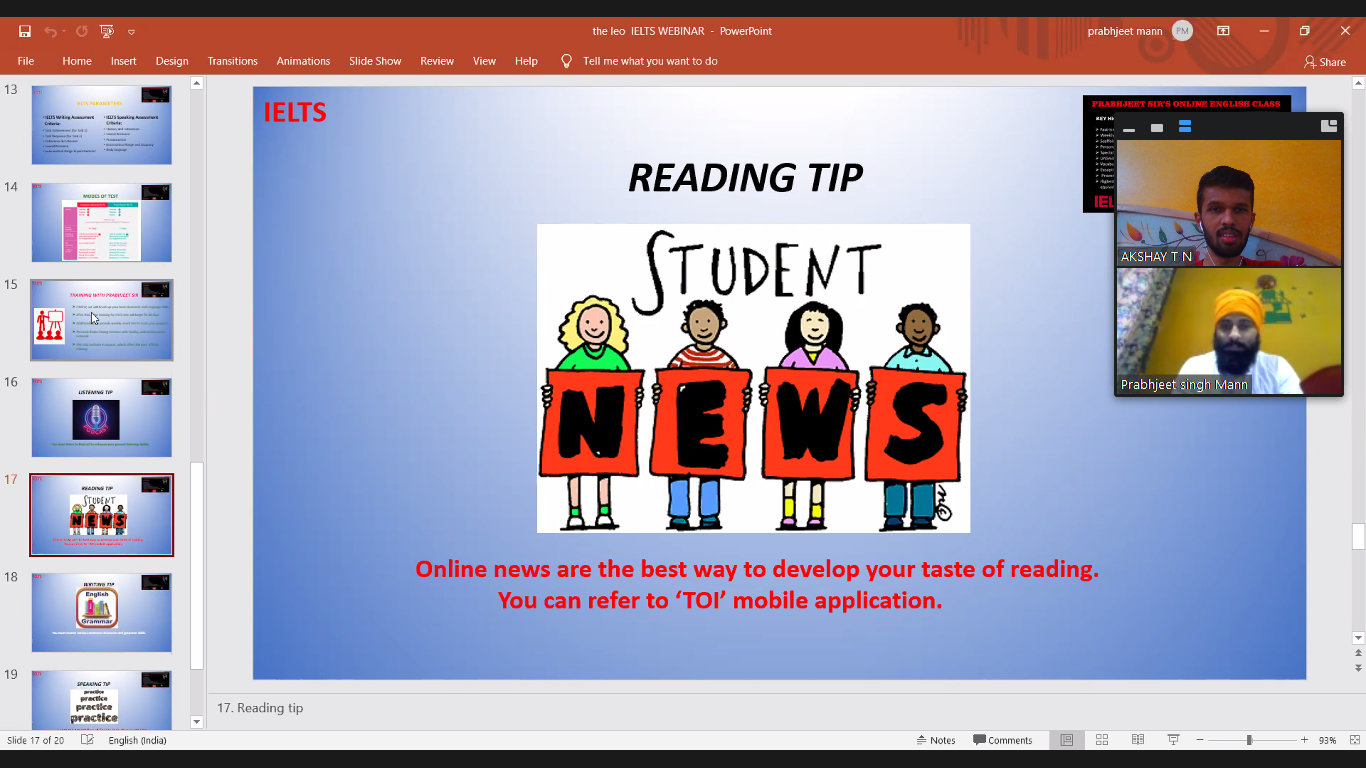 the leo IELTS WEBINAR - PowerPoint
prabhjeet mann
PM
File
Home
Insert
Design
Transitions
Animations
Slide Show
Review
View
Help
Tell me what you want to do
Share
13
IELTS PARAMETERS
IELTS Writing Assessment Criteria:
IELTS Speaking Assessment Criteria:
14
MODES OF TEST
15
TRAINING WITH PRABHJEET SIR
16
LISTENING TIP
PODCAST
17
READING TIP
STUDENT
NEWS
18
WRITING TIP
English
Grammar
19
SPEAKING TIP
practice
practice
practice
practice
IELTS
READING TIP
STUDENT
NEWS
Online news are the best way to develop your taste of reading.
You can refer to ‘TOI’ mobile application.
PRABHJEET SIR'S ONLINE ENGLISH CLASS
AKSHAY T N
Prabhjeet singh Mann
17. Reading tip
Slide 17 of 20
English (India)
Notes
Comments
93%